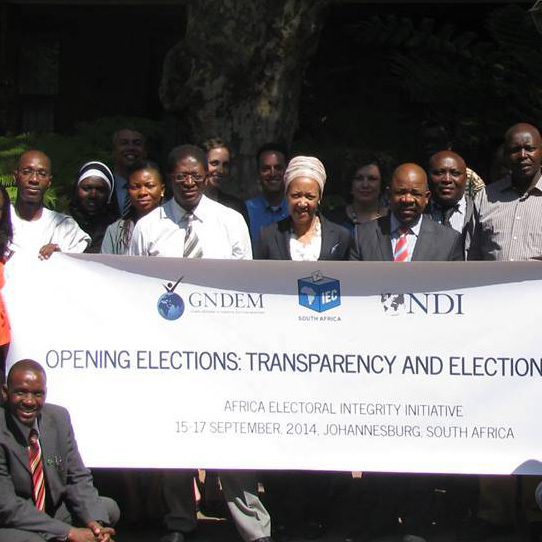 GNDEM
IEC
SOUTH AFRICA
NDI
OPENING ELECTIONS: TRANSPARENCY AND ELECTION
AFRICA ELECTORAL INTEGRITY INITIATIVE
15-17 SEPTEMBER, 2014, JOHANNESBURG, SOUTH AFRICA